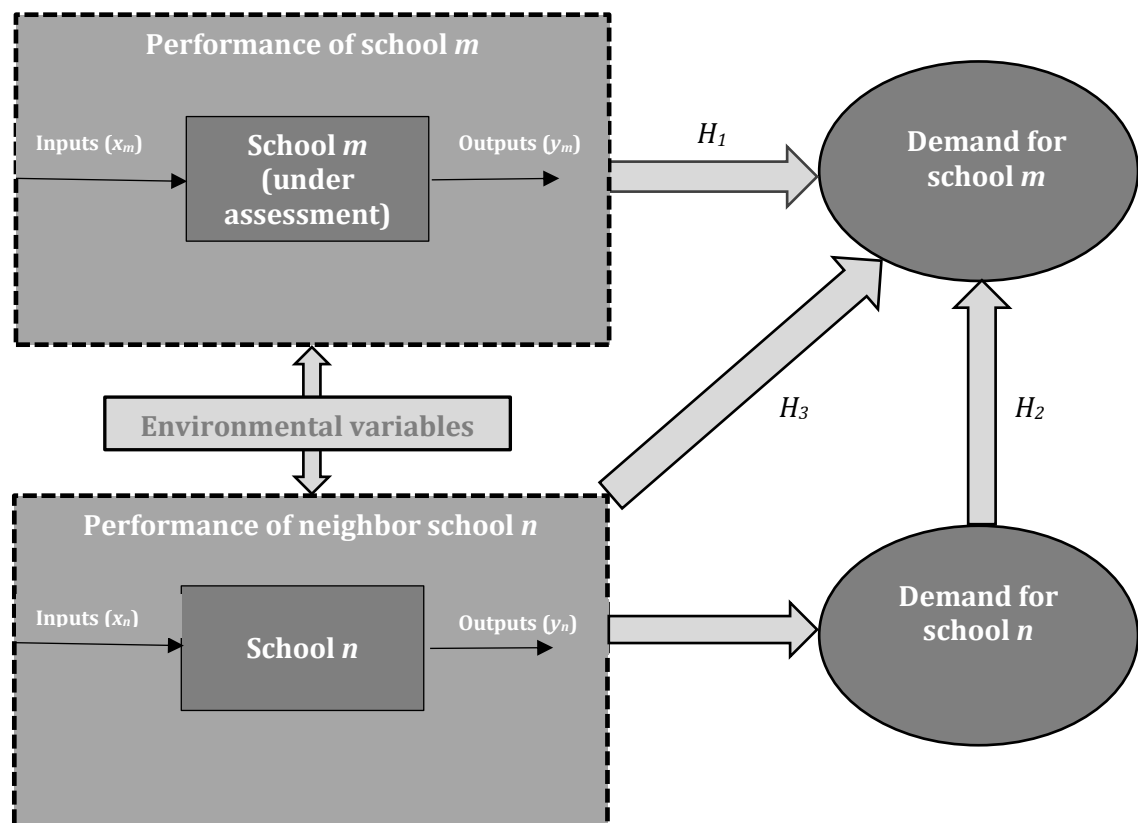 Performance of school m
Inputs (xm)
School m
(under
assessment)
Outputs (ym)
H1
Demand for
school m
Environmental variables
H3
H2
Performance of neighbor school n
Inputs (xn)
School n
Outputs (yn)
Demand for
school n